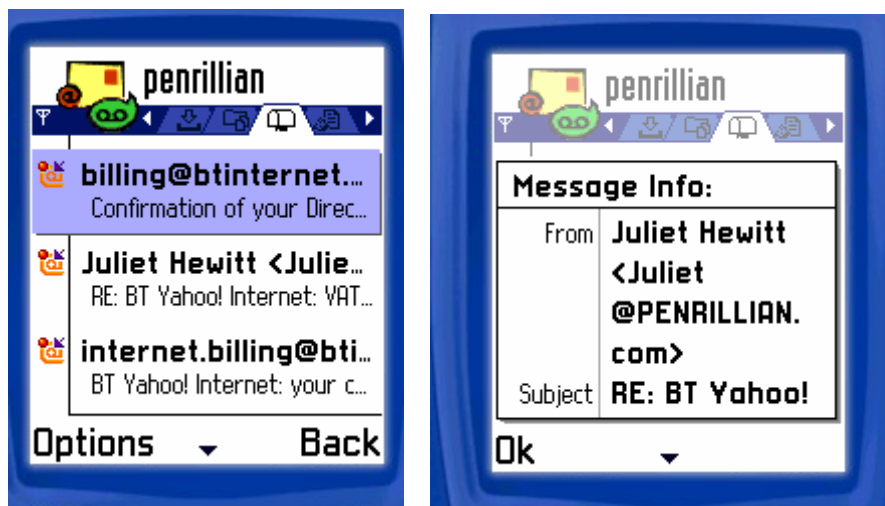 penrillian
billing@btinternet....
Confirmation of your Direc...
Juliet Hewitt <Julie...
RE: BT Yahoo! Internet: VAT...
internet.billing@bti...
BT Yahoo! Internet: your c...
Options Back
penrillian
Message Info:
From Juliet Hewitt
<Juliet
@PENRILLIAN.
com>
Subject RE: BT Yahoo!
Ok